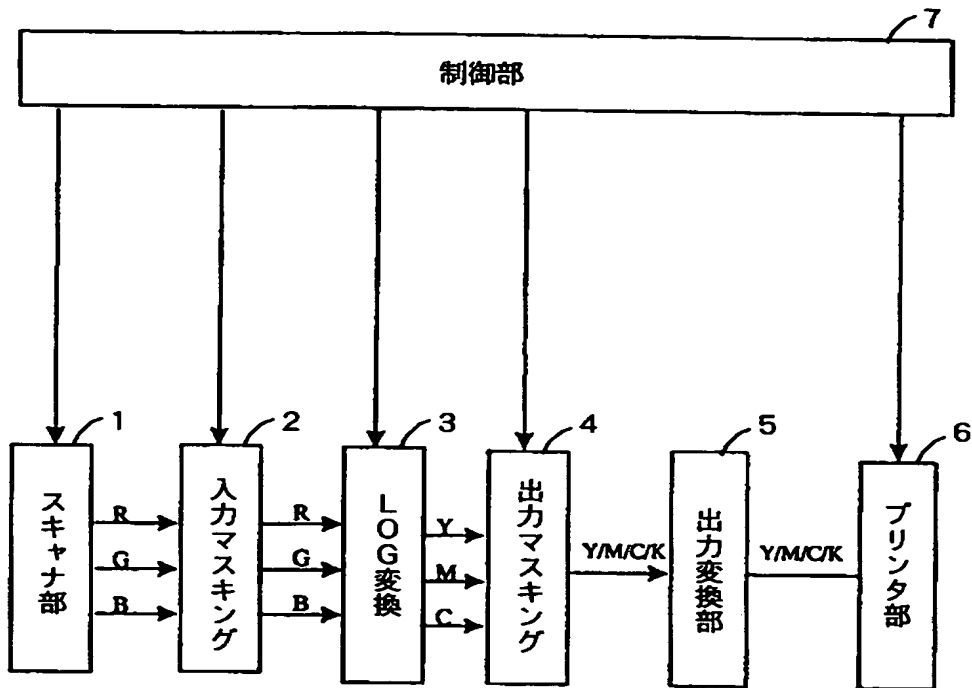 7
制御部
1
2
3
4
5
6
スキャナ部
R
G
B
入力マスキング
R
G
B
LOG変換
Y
M
C
出力マスキング
Y/M/C/K
出力変換部
Y/M/C/K
プリンタ部